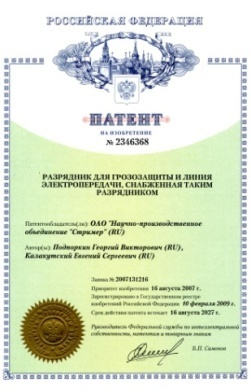 РОССИЙСКАЯ ФЕДЕРАЦИЯ
ПАТЕНТ
НА ИЗОБРЕТЕНИЕ
№ 2346368
РАЗРЯДНИК ДЛЯ ГРОЗОЗАЩИТЫ И ЛИНИЯ
ЭЛЕКТРОПЕРЕДАЧИ, СНАБЖЕННАЯ ТАКИМ
РАЗРЯДНИКОМ
Патентообладатель(ли): ОАО "Научно-производственное
объединение "Стример" (RU)
Автор(ы): Подпоркин Георгий Викторович (RU),
Калакутский Евгений Сергеевич (RU)
Заявка № 2007131216
Приоритет изобретения 16 августа 2007 г.
Зарегистрировано в Государственном реестре
изобретений Российской Федерации 10 февраля 2009 г.
Срок действия патента истекает 16 августа 2027 г.
Руководитель Федеральной службы по интеллектуальной
собственности, патентам и товарным знакам
Б.П. Симонов